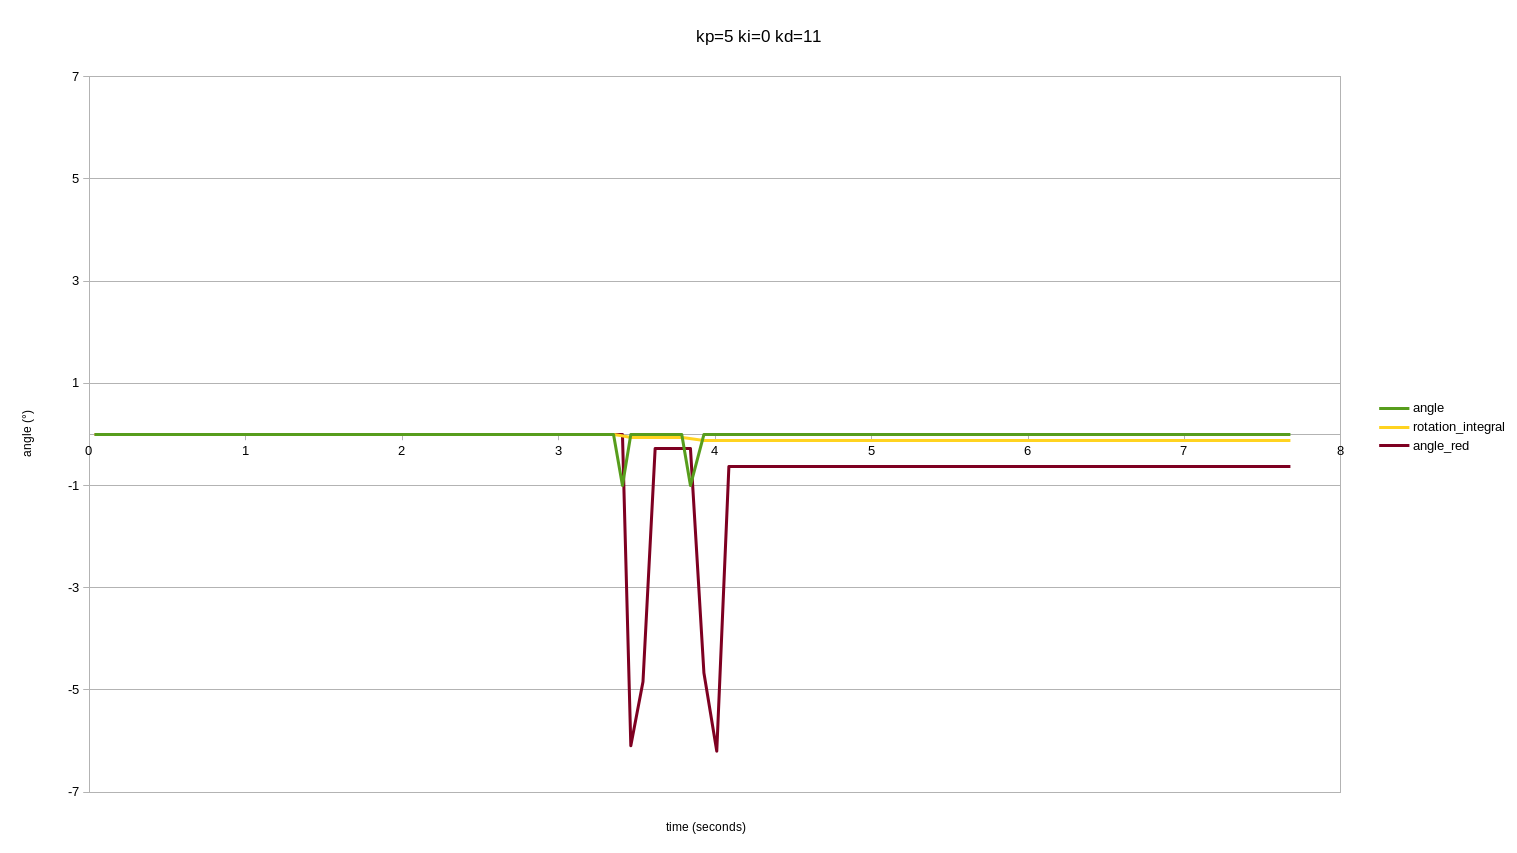 kp=5 ki=0 kd=11
7
5
3
1
-1
-3
-5
-7
0 1 2 3 4 5 6 7 8
angle (°)
time (seconds)
angle
rotation_integral
angle_red